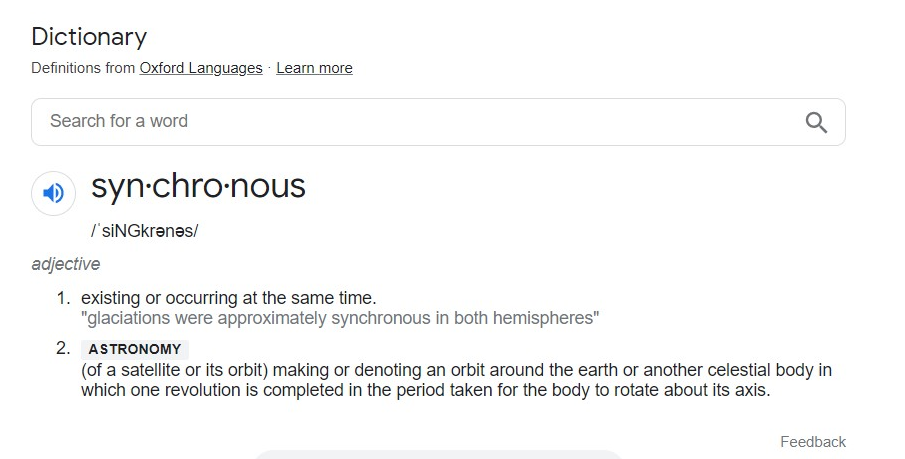 Dictionary
Definitions from Oxford Languages · Learn more
Search for a word
syn·chro·nous
/ˈsiNGkrənəs/
adjective
1. existing or occurring at the same time.
"glaciations were approximately synchronous in both hemispheres"
2. ASTRONOMY
(of a satellite or its orbit) making or denoting an orbit around the earth or another celestial body in
which one revolution is completed in the period taken for the body to rotate about its axis.
Feedback